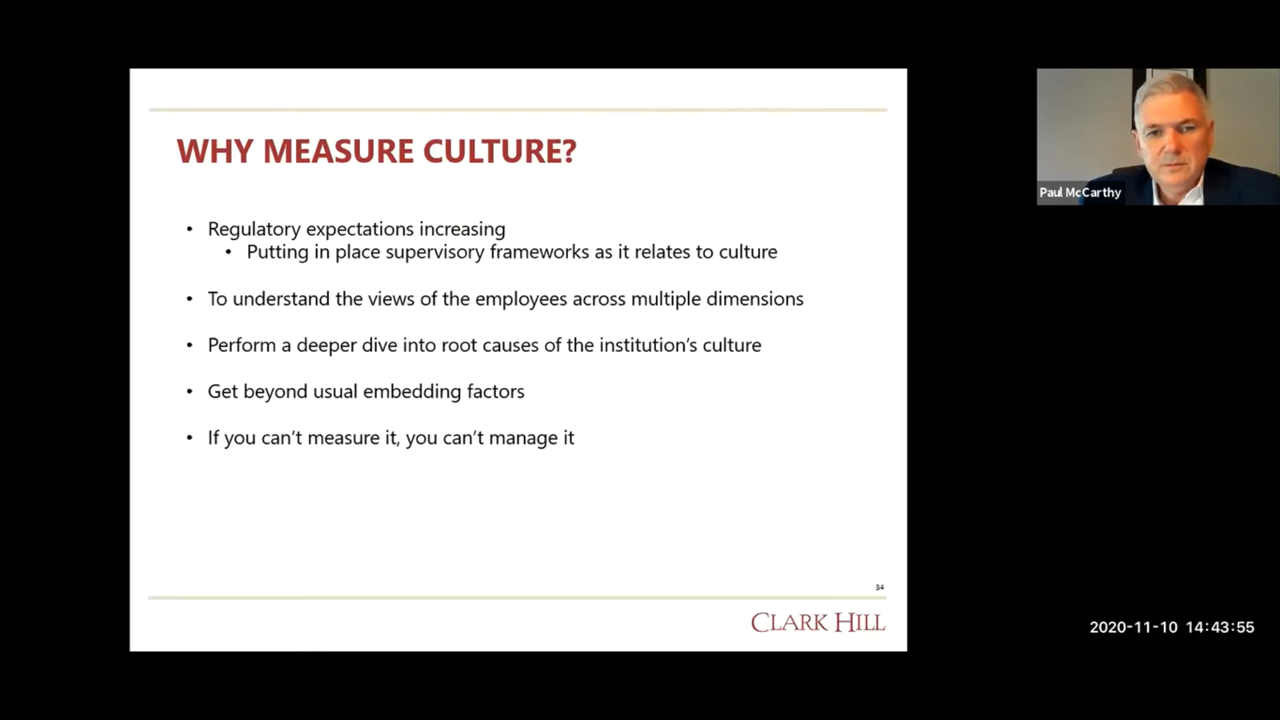 WHY MEASURE CULTURE?
• Regulatory expectations increasing
• Putting in place supervisory frameworks as it relates to culture
• To understand the views of the employees across multiple dimensions
• Perform a deeper dive into root causes of the institution's culture
• Get beyond usual embedding factors
• If you can't measure it, you can't manage it
34
CLARK HILL
Paul McCarthy
2020-11-10 14:43:55